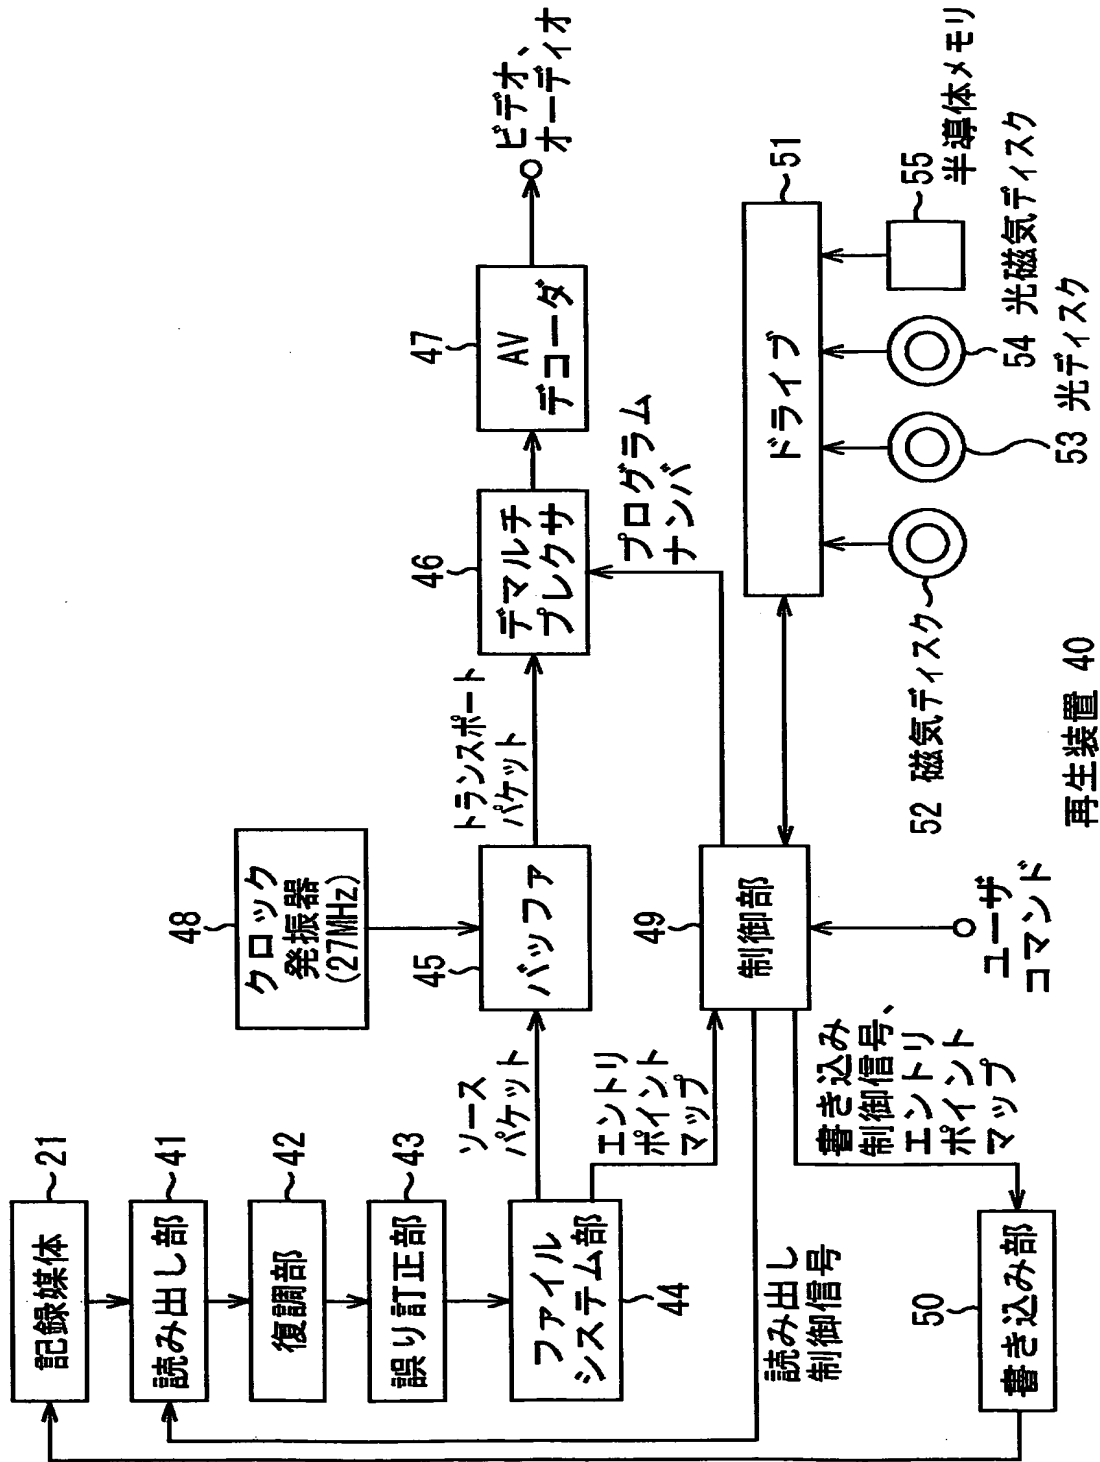 21
記録媒体
41
読み出し部
42
復調部
43
誤り訂正部
ファイル
システム部
44
ソース
パケット
エントリ
ポイント
マップ
48
クロック
発振器
(27MHz)
45
バッファ
トランスポート
パケット
46
デマルチ
プレクサ
47
AV
デコーダ
ビデオ、
オーディオ
プログラム
ナンバ
49
制御部
読み出し
制御信号
書き込み
制御信号、
エントリ
ポイント
マップ
50
書き込み部
ユーザ
コマンド
51
ドライブ
52 磁気ディスク
53 光ディスク
54 光磁気ディスク
55
半導体メモリ
再生装置 40